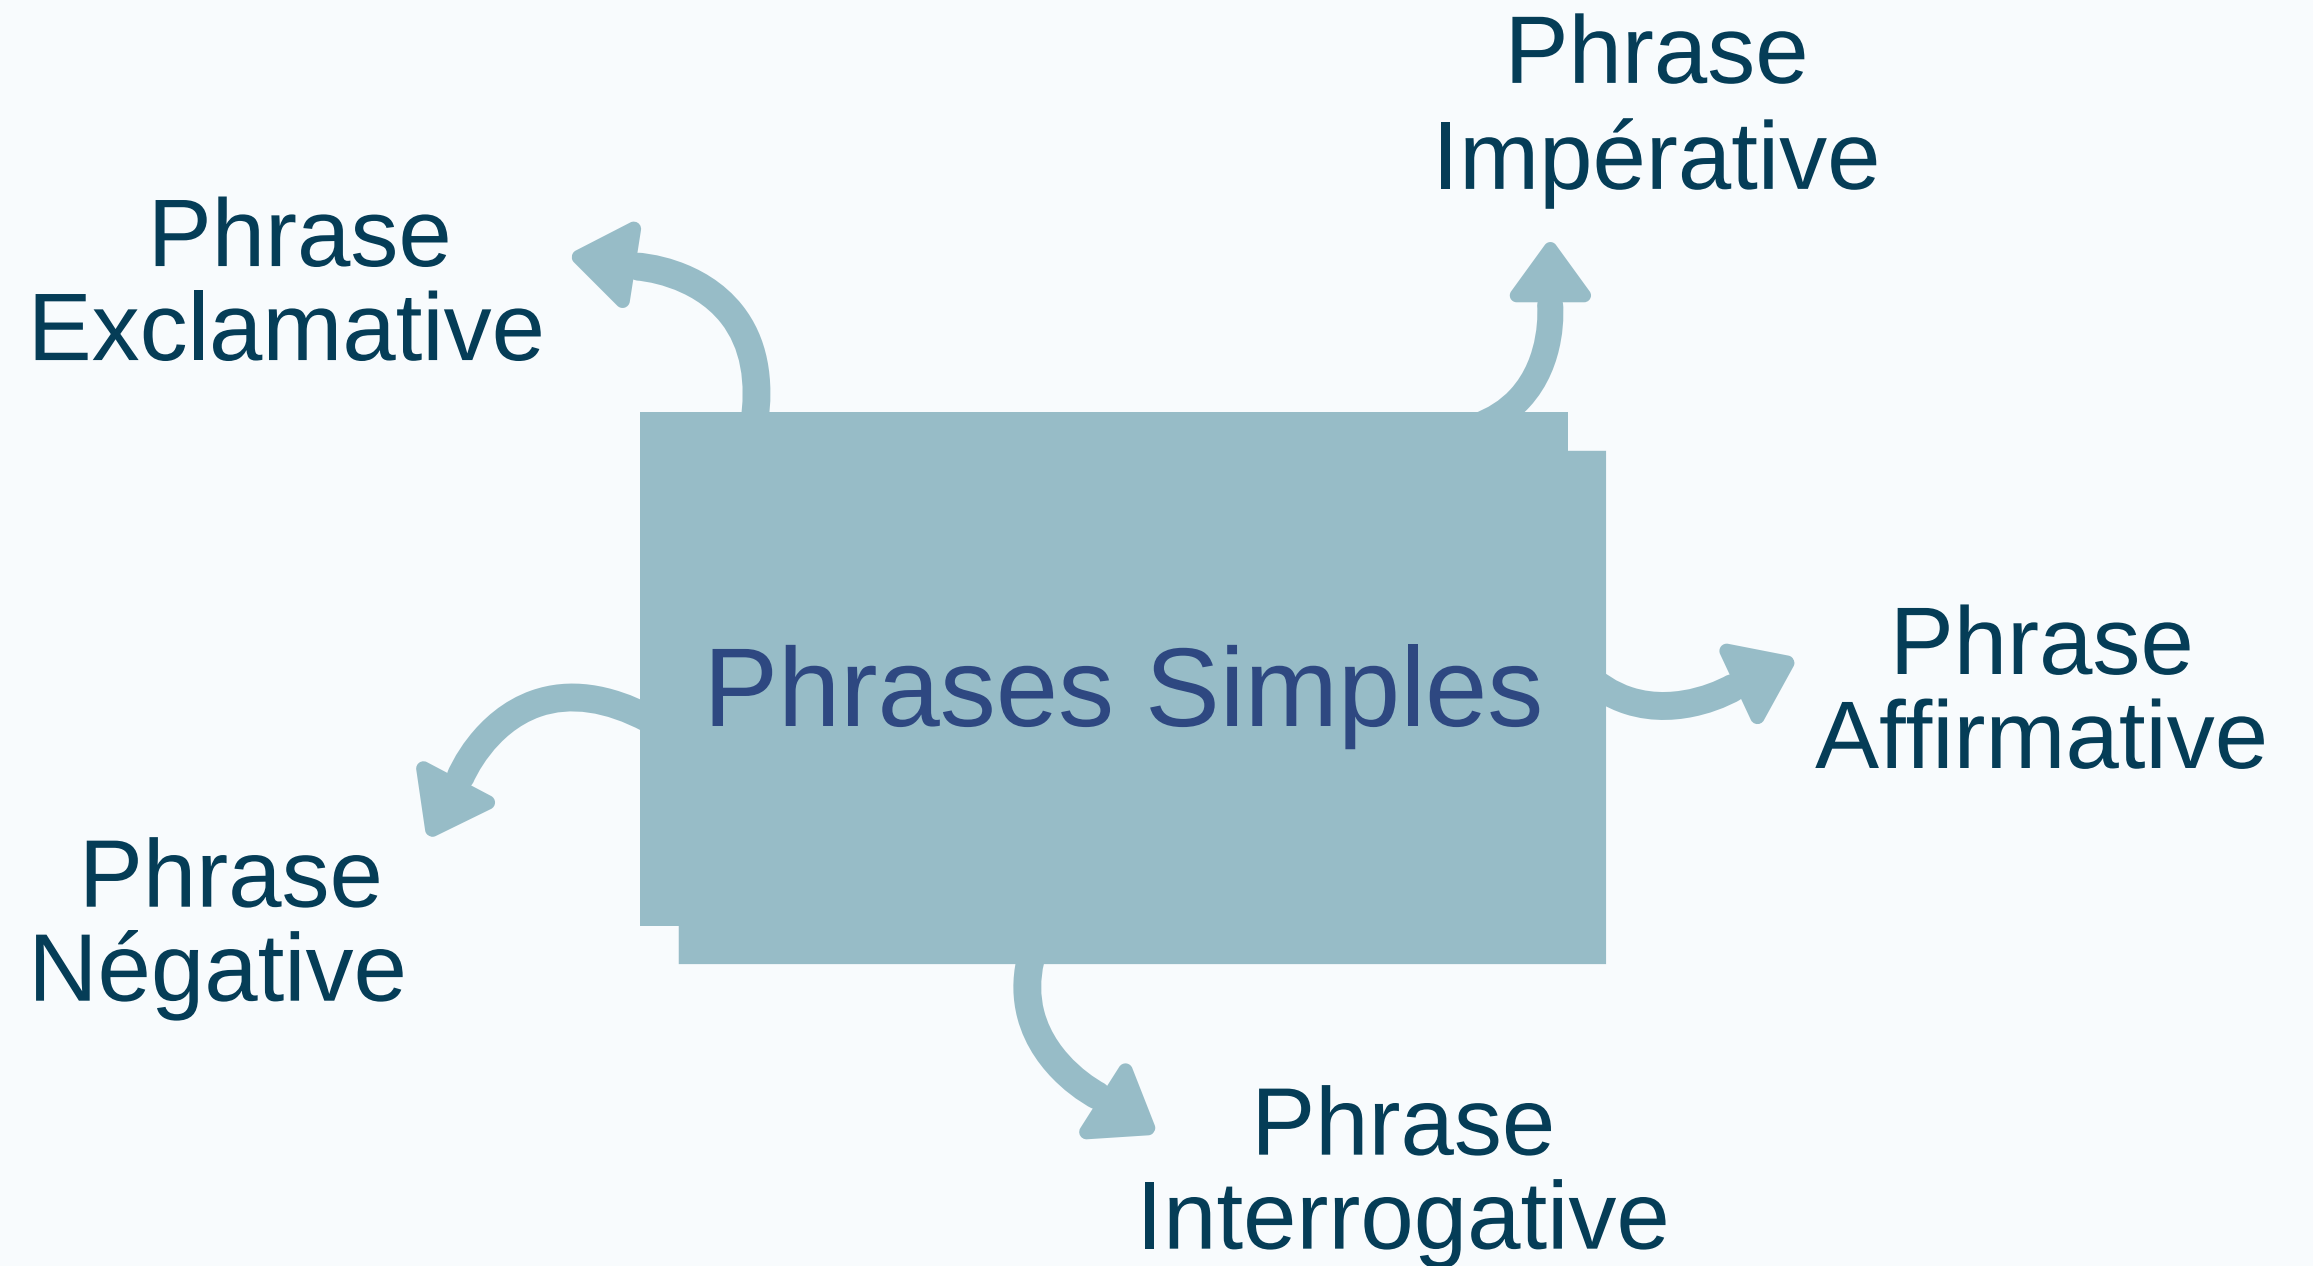 Phrase
Impérative
Phrase
Exclamative
Phrases Simples
Phrase
Affirmative
Phrase
Négative
Phrase
Interrogative